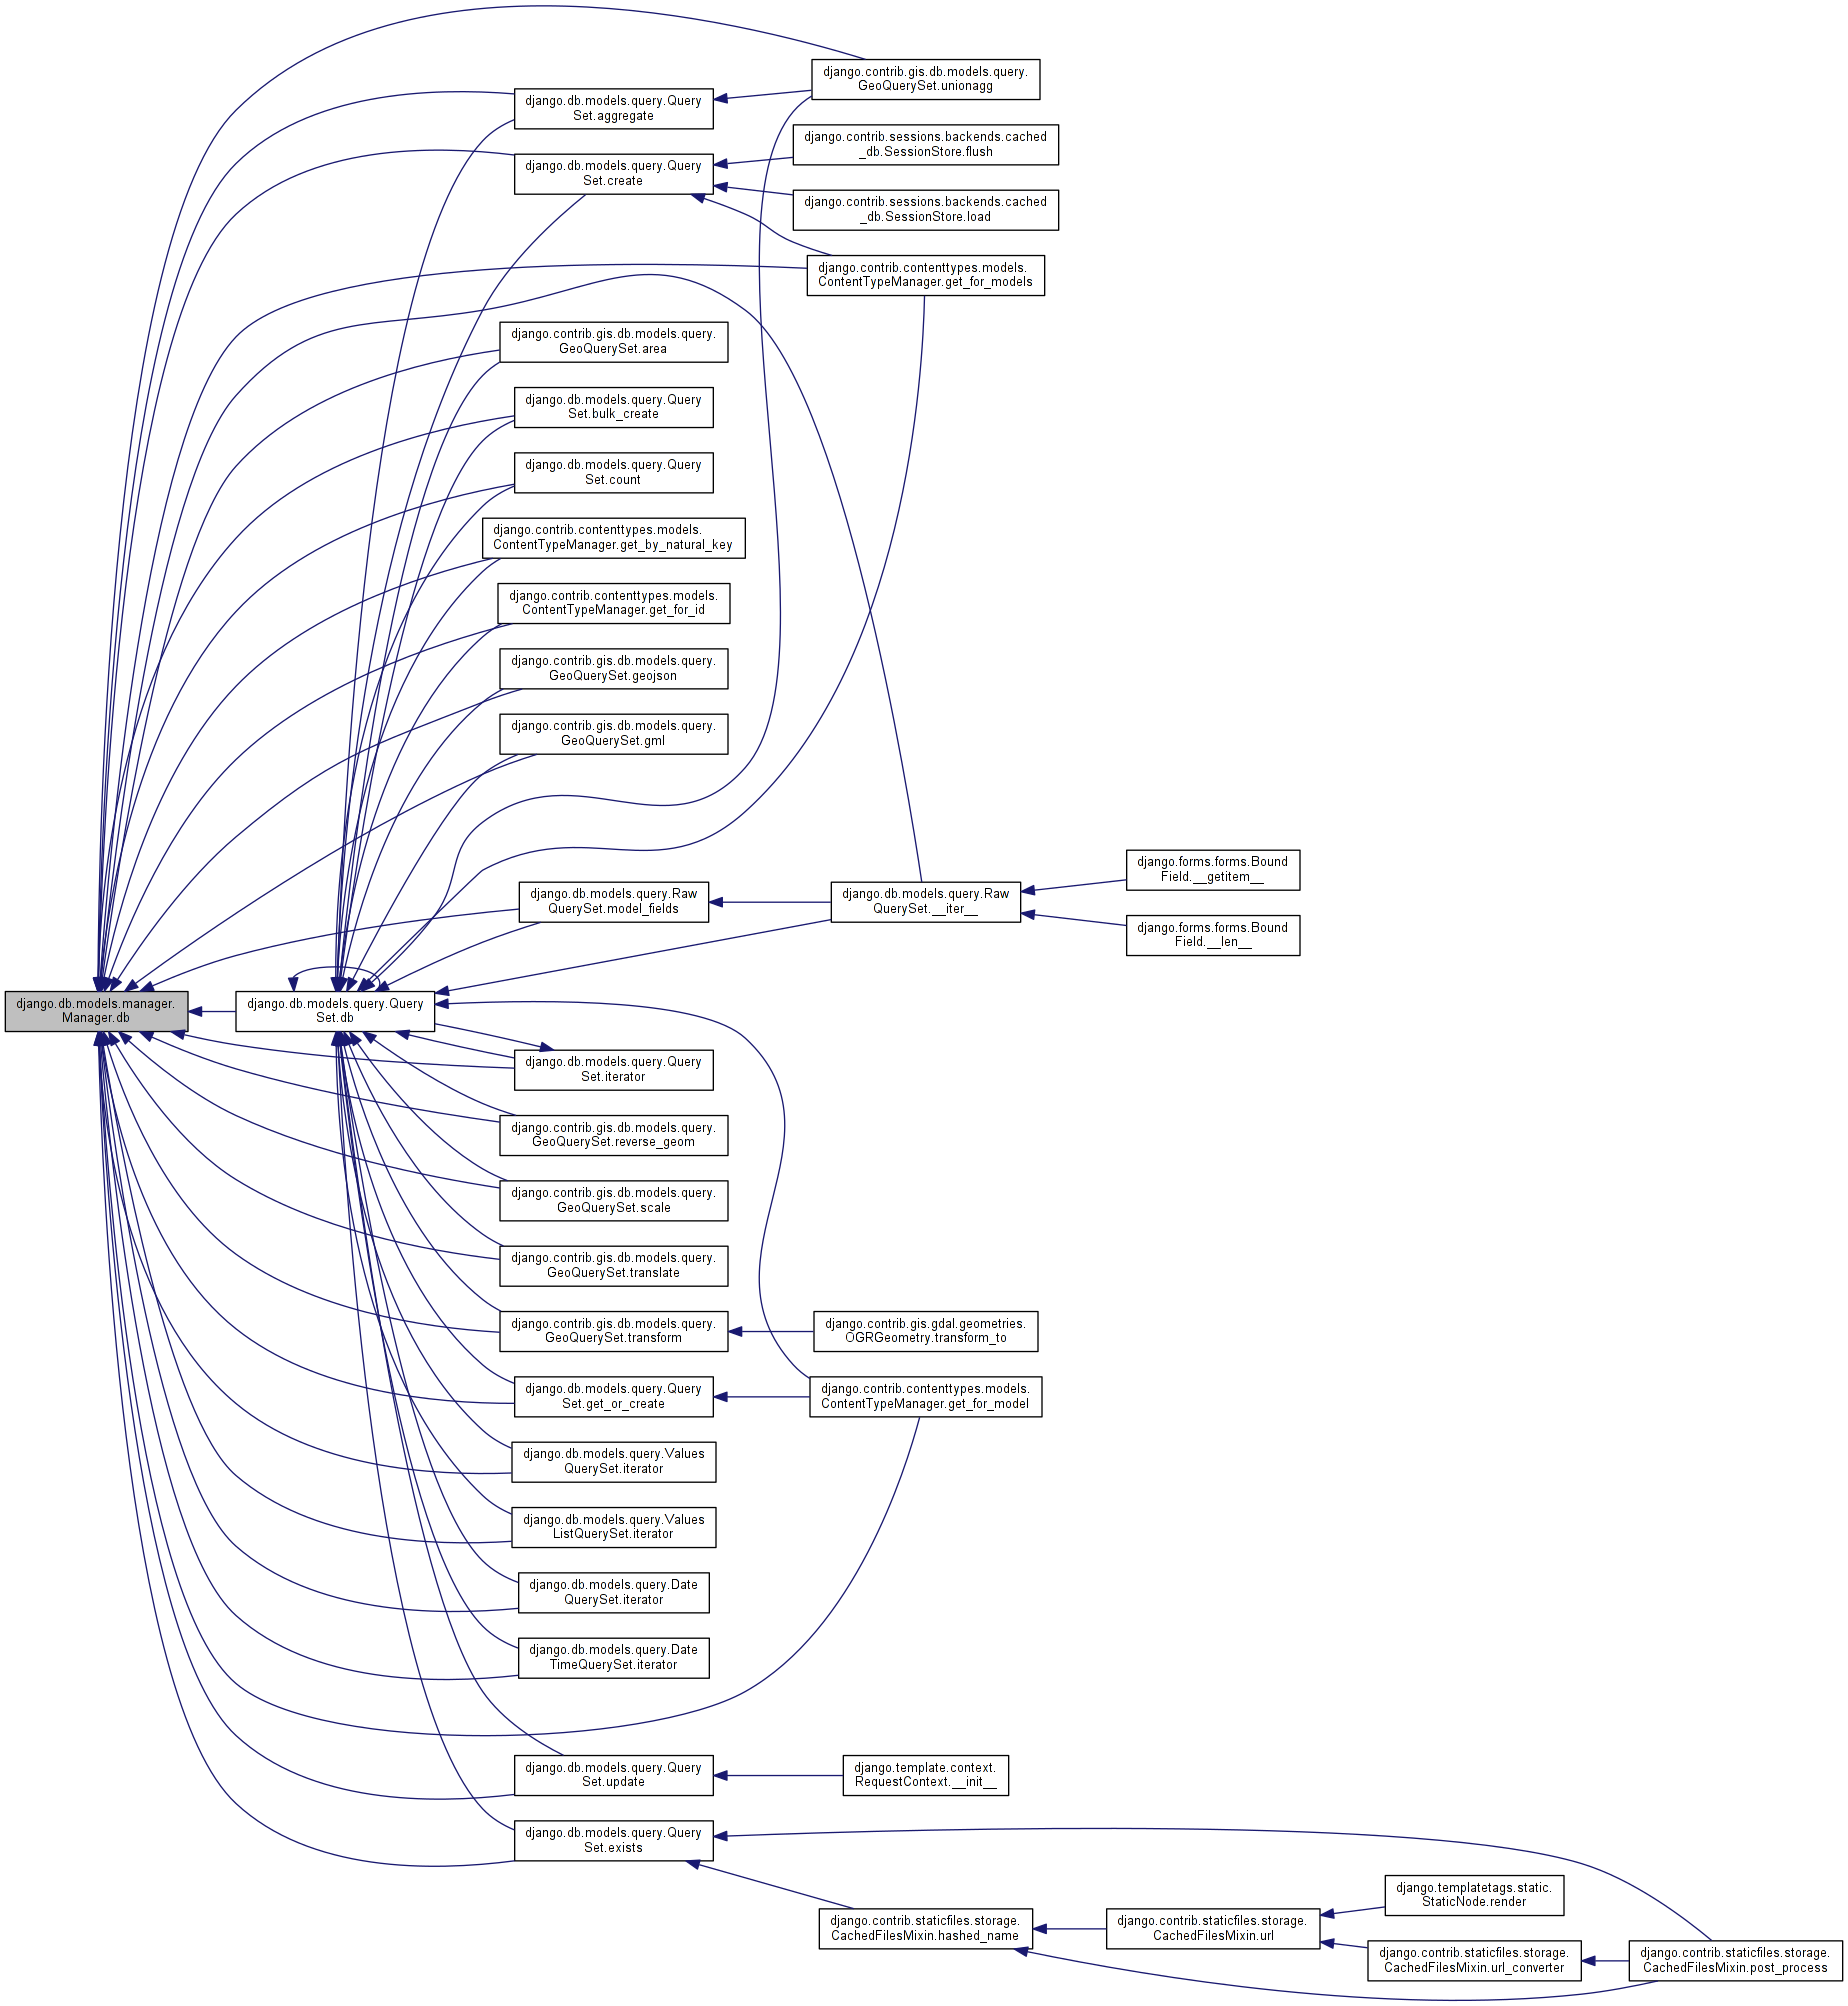 django.contrib.gis.db.models.query.
GeoQuerySet.unionagg
django.db.models.query.Query
Set.aggregate
django.contrib.sessions.backends.cached
_db.SessionStore.flush
django.db.models.query.Query
Set.create
django.contrib.sessions.backends.cached
_db.SessionStore.load
django.contrib.contenttypes.models.
ContentTypeManager.get_for_models
django.contrib.gis.db.models.query.
GeoQuerySet.area
django.db.models.query.Query
Set.bulk_create
django.db.models.query.Query
Set.count
django.contrib.contenttypes.models.
ContentTypeManager.get_by_natural_key
django.contrib.contenttypes.models.
ContentTypeManager.get_for_id
django.contrib.gis.db.models.query.
GeoQuerySet.geojson
django.contrib.gis.db.models.query.
GeoQuerySet.gml
django.forms.forms.Bound
Field.__getitem__
django.db.models.query.Raw
QuerySet.model_fields
django.db.models.query.Raw
QuerySet.__iter__
django.forms.forms.Bound
Field.__len__
django.db.models.manager.
Manager.db
django.db.models.query.Query
Set.db
django.db.models.query.Query
Set.iterator
django.contrib.gis.db.models.query.
GeoQuerySet.reverse_geom
django.contrib.gis.db.models.query.
GeoQuerySet.scale
django.contrib.gis.db.models.query.
GeoQuerySet.translate
django.contrib.gis.db.models.query.
GeoQuerySet.transform
django.contrib.gis.gdal.geometries.
OGRGeometry.transform_to
django.db.models.query.Query
Set.get_or_create
django.contrib.contenttypes.models.
ContentTypeManager.get_for_model
django.db.models.query.Values
QuerySet.iterator
django.db.models.query.Values
ListQuerySet.iterator
django.db.models.query.Date
QuerySet.iterator
django.db.models.query.Date
TimeQuerySet.iterator
django.db.models.query.Query
Set.update
django.template.context.
RequestContext.__init__
django.db.models.query.Query
Set.exists
django.templatetags.static.
StaticNode.render
django.contrib.staticfiles.storage.
CachedFilesMixin.hashed_name
django.contrib.staticfiles.storage.
CachedFilesMixin.url
django.contrib.staticfiles.storage.
CachedFilesMixin.url_converter
django.contrib.staticfiles.storage.
CachedFilesMixin.post_process